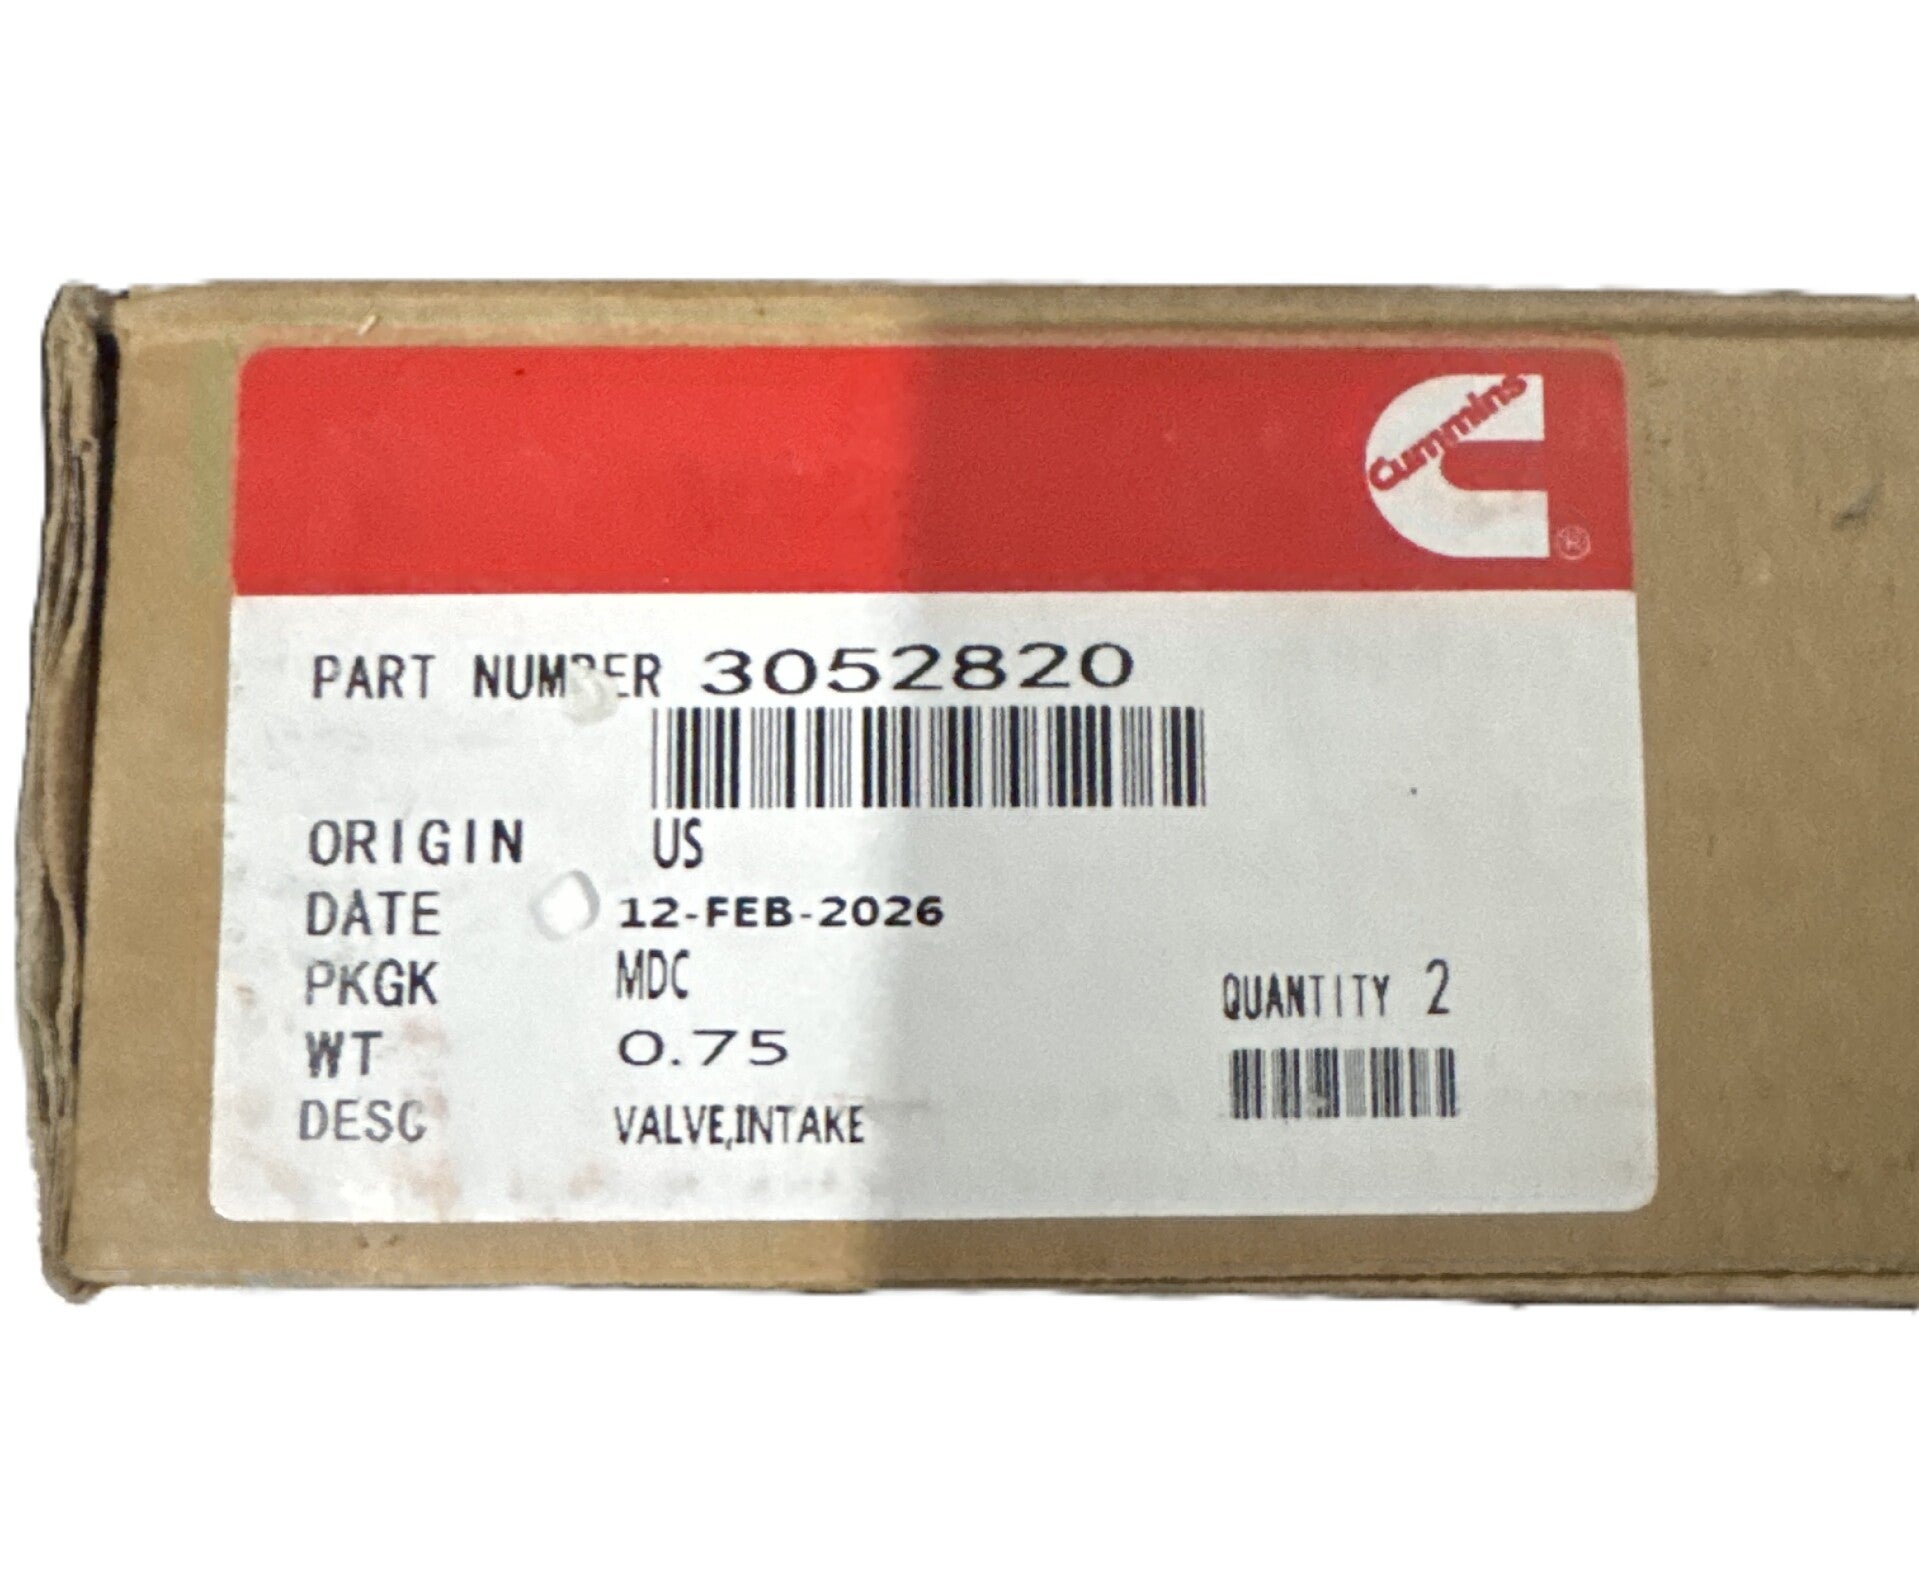 Cummins
®
PART NUMBER 3052820
ORIGIN US
DATE 12-FEB-2026
PKGK MDC
QUANTITY 2
WT 0.75
DESC VALVE,INTAKE